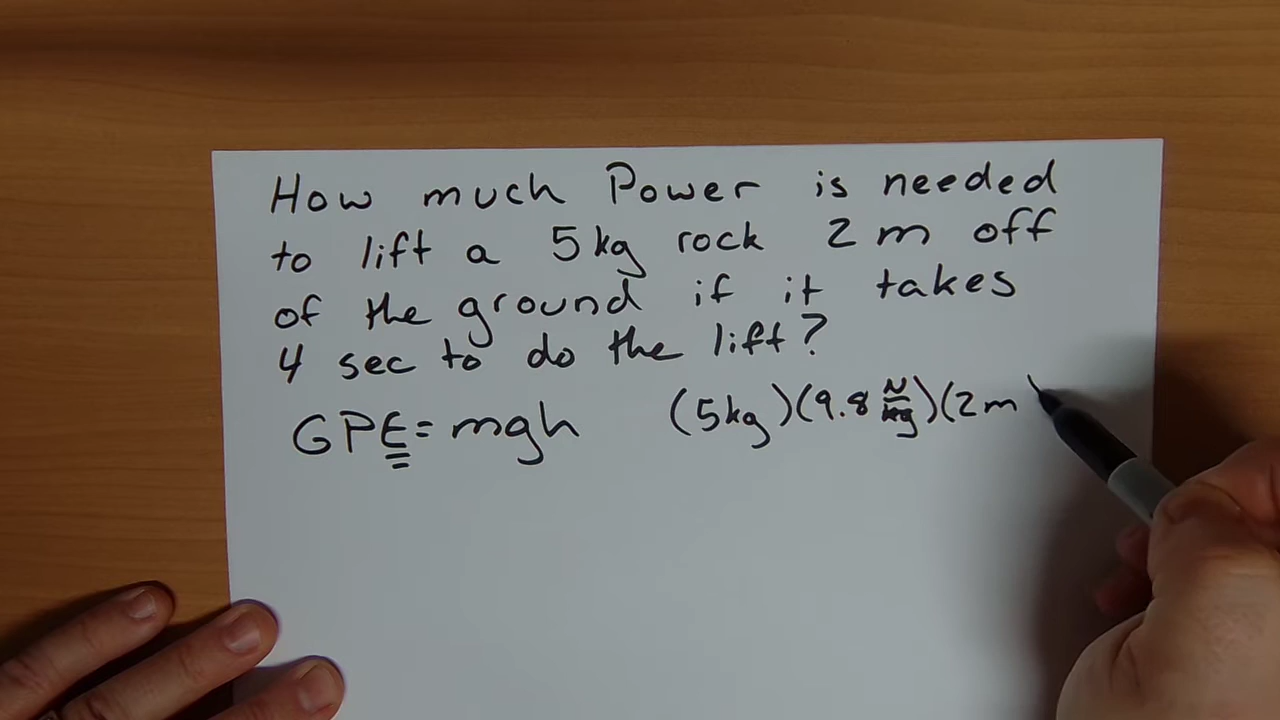 How much Power is needed
to lift a 5 kg rock 2 m off
of the ground if it takes
4 sec to do the lift?
GPE = mgh (5kg)(9.8 N/kg)(2m